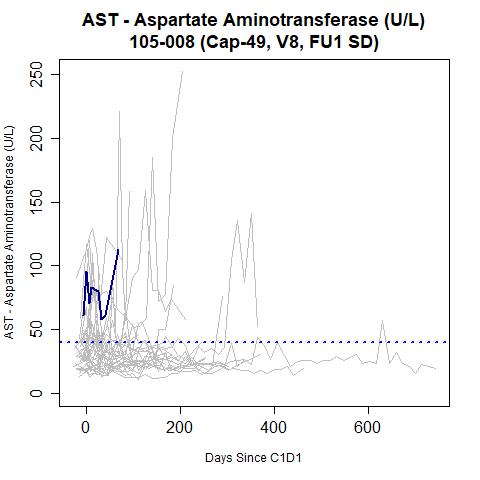 AST - Aspartate Aminotransferase (U/L)
105-008 (Cap-49, V8, FU1 SD)
AST - Aspartate Aminotransferase (U/L)
250
200
150
100
50
0
0
200
400
600
Days Since C1D1